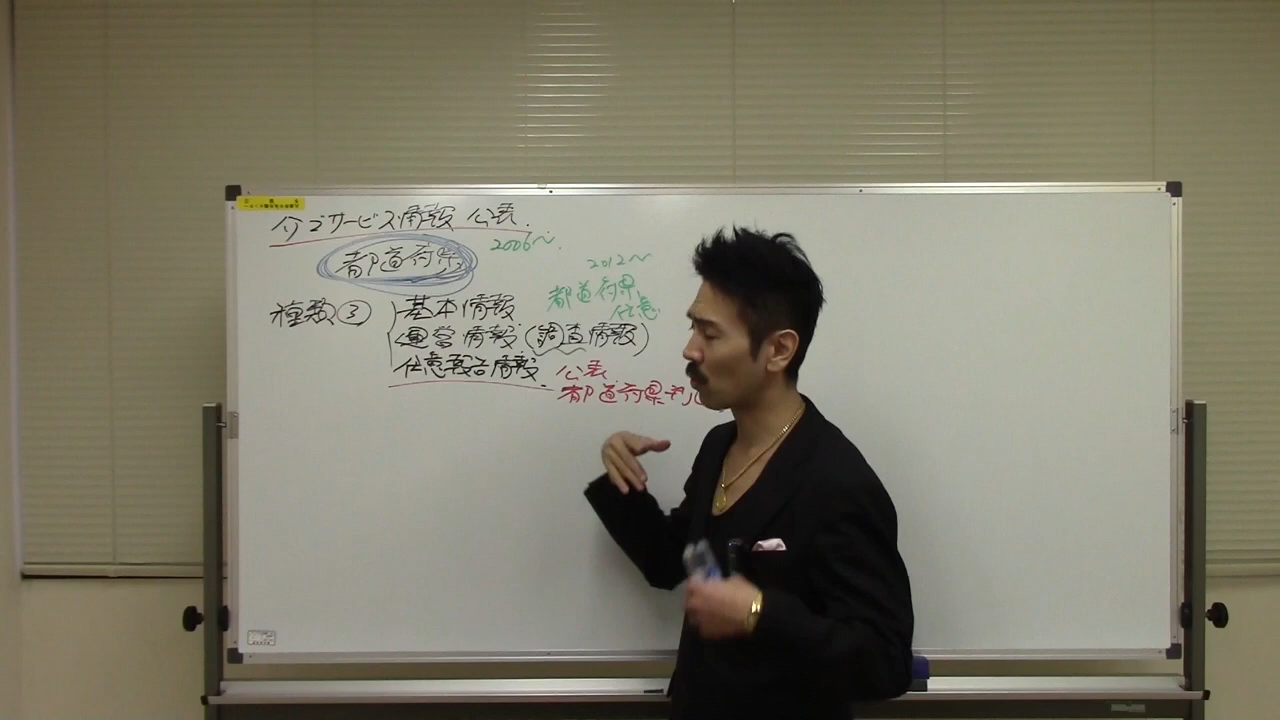 介ゴサービス情報 公表.
2006〜.
都道府県
2012〜
都道府県
任意
種類③
基本情報
運営情報(調査情報)
任意報告情報.
公表
都道府県